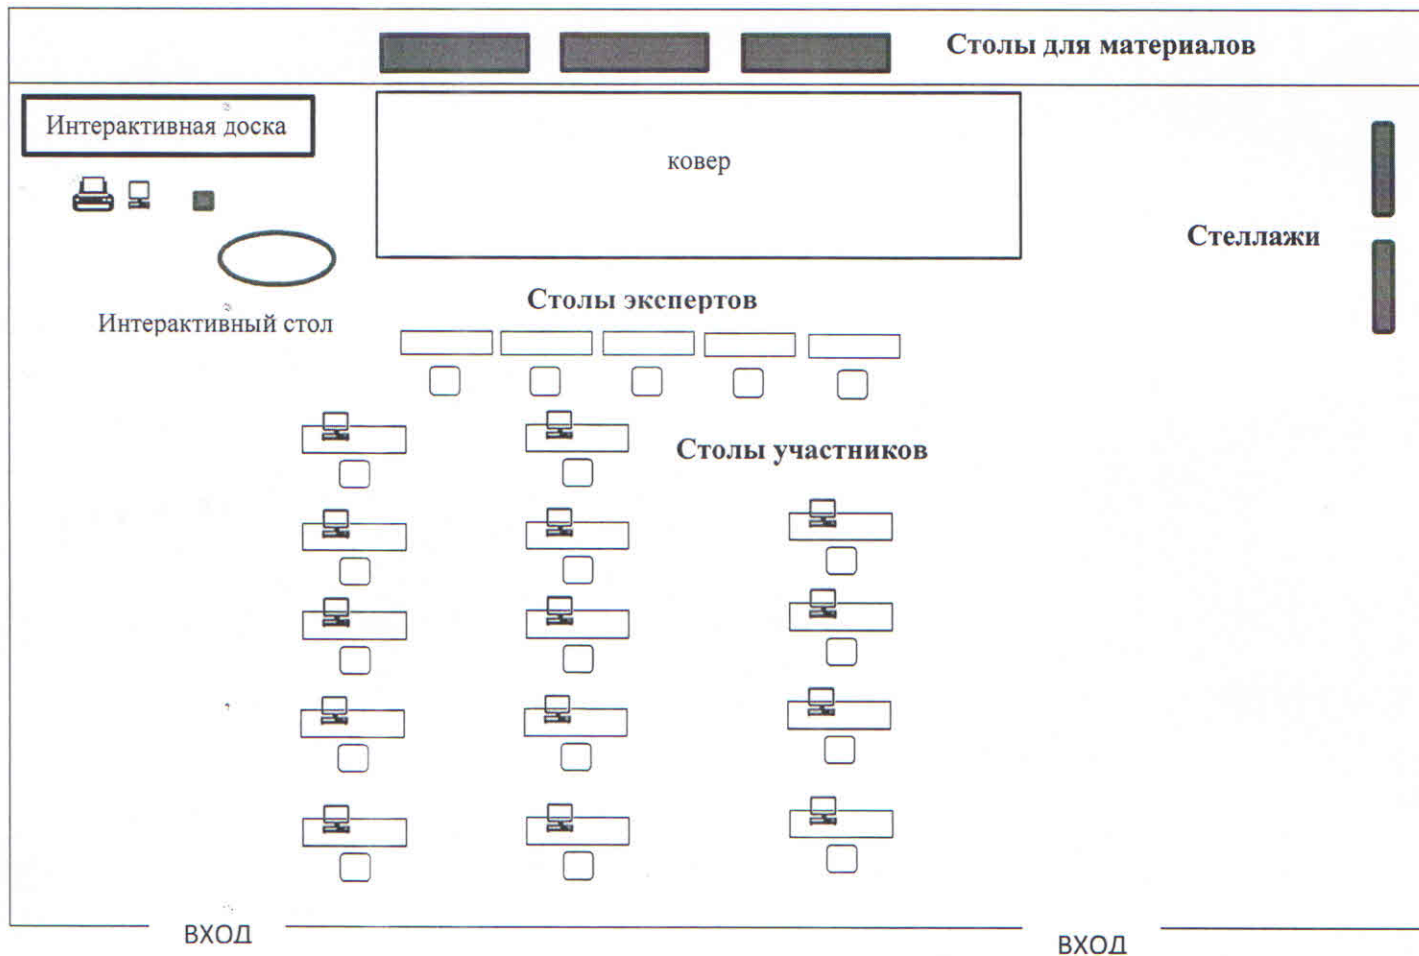 Столы для материалов
Интерактивная доска
ковер
Стеллажи
Столы экспертов
Интерактивный стол
Столы участников
ВХОД
ВХОД